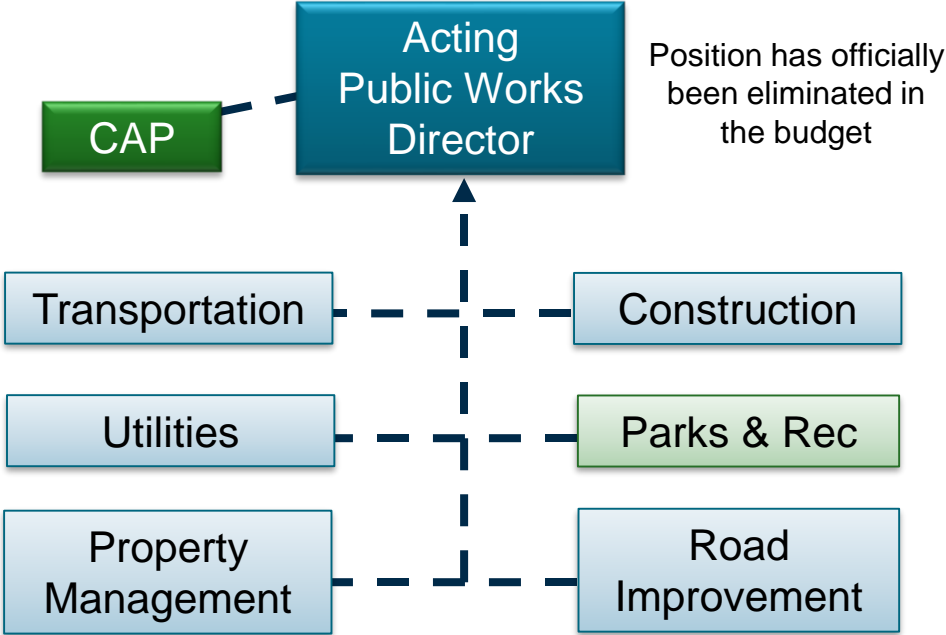 Acting
Public Works
Director
Position has officially
been eliminated in
the budget
CAP
Transportation
Construction
Utilities
Parks & Rec
Property
Management
Road
Improvement